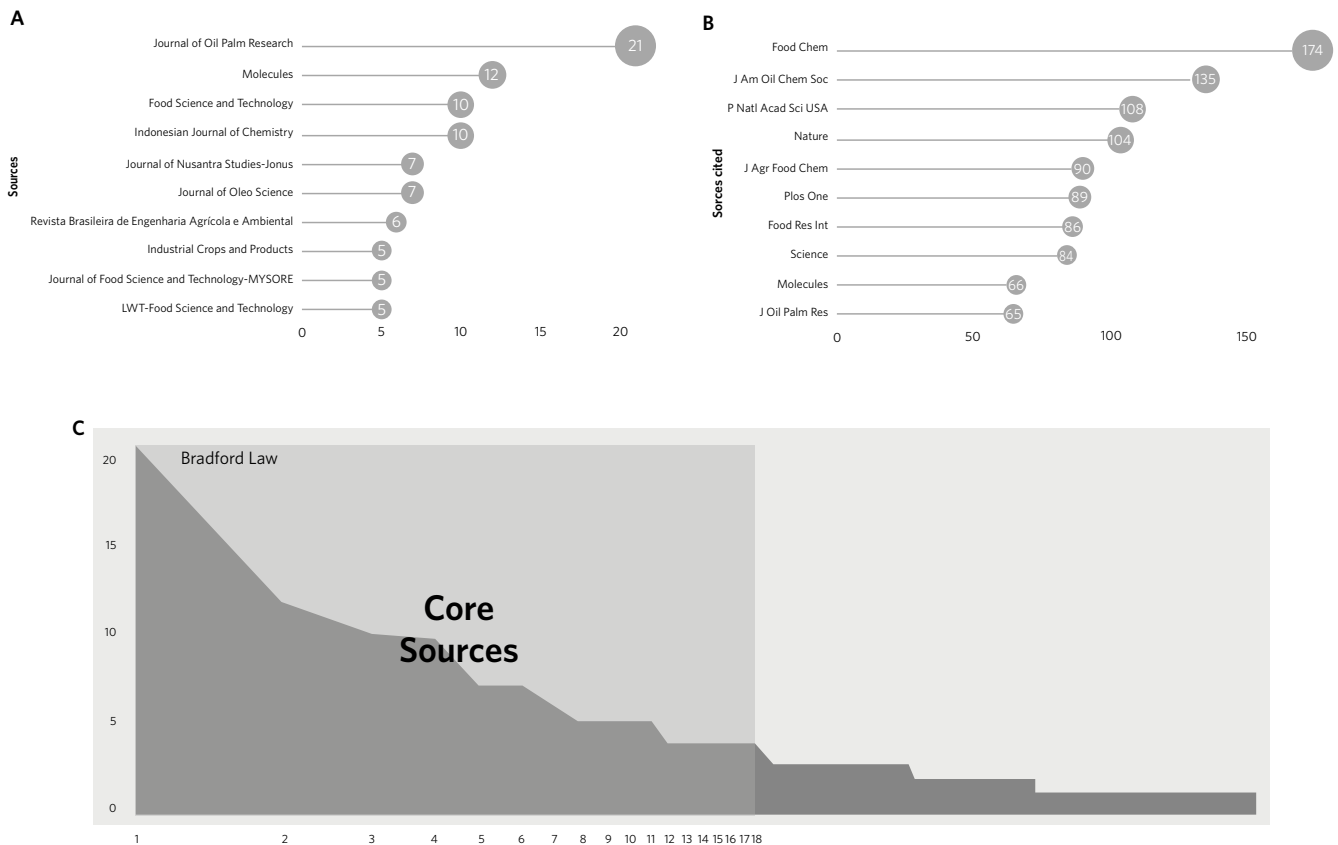 A
Sources
Journal of Oil Palm Research 21
Molecules 12
Food Science and Technology 10
Indonesian Journal of Chemistry 10
Journal of Nusantra Studies-Jonus 7
Journal of Oleo Science 7
Revista Brasileira de Engenharia Agrícola e Ambiental 6
Industrial Crops and Products 5
Journal of Food Science and Technology-MYSORE 5
LWT-Food Science and Technology 5
0 5 10 15 20
B
Sorces cited
Food Chem 174
J Am Oil Chem Soc 135
P Natl Acad Sci USA 108
Nature 104
J Agr Food Chem 90
Plos One 89
Food Res Int 86
Science 84
Molecules 66
J Oil Palm Res 65
0 50 100 150
C
Bradford Law
Core
Sources
20
15
10
5
0
1 2 3 4 5 6 7 8 9 10 11 12 13 14 15 16 17 18